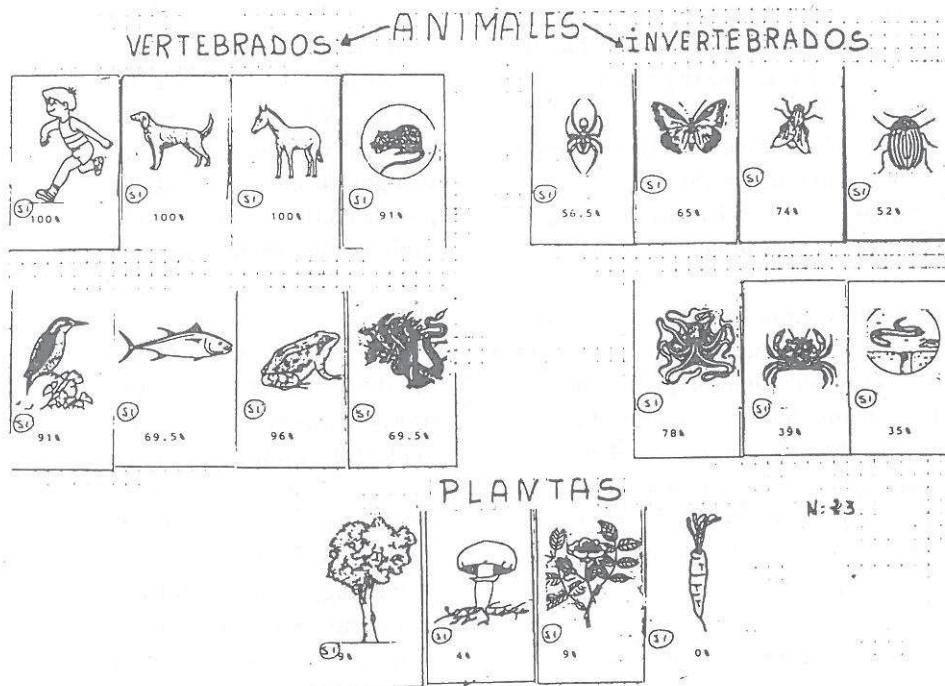 ANIMALES
VERTEBRADOS
INVERTEBRADOS
SI SI SI SI
100% 100% 100% 91%
SI SI SI SI
56.5% 65% 74% 52%
SI SI SI SI
91% 69.5% 96% 69.5%
SI SI SI
78% 39% 35%
PLANTAS
N:23
SI SI SI SI
9% 4% 9% 0%